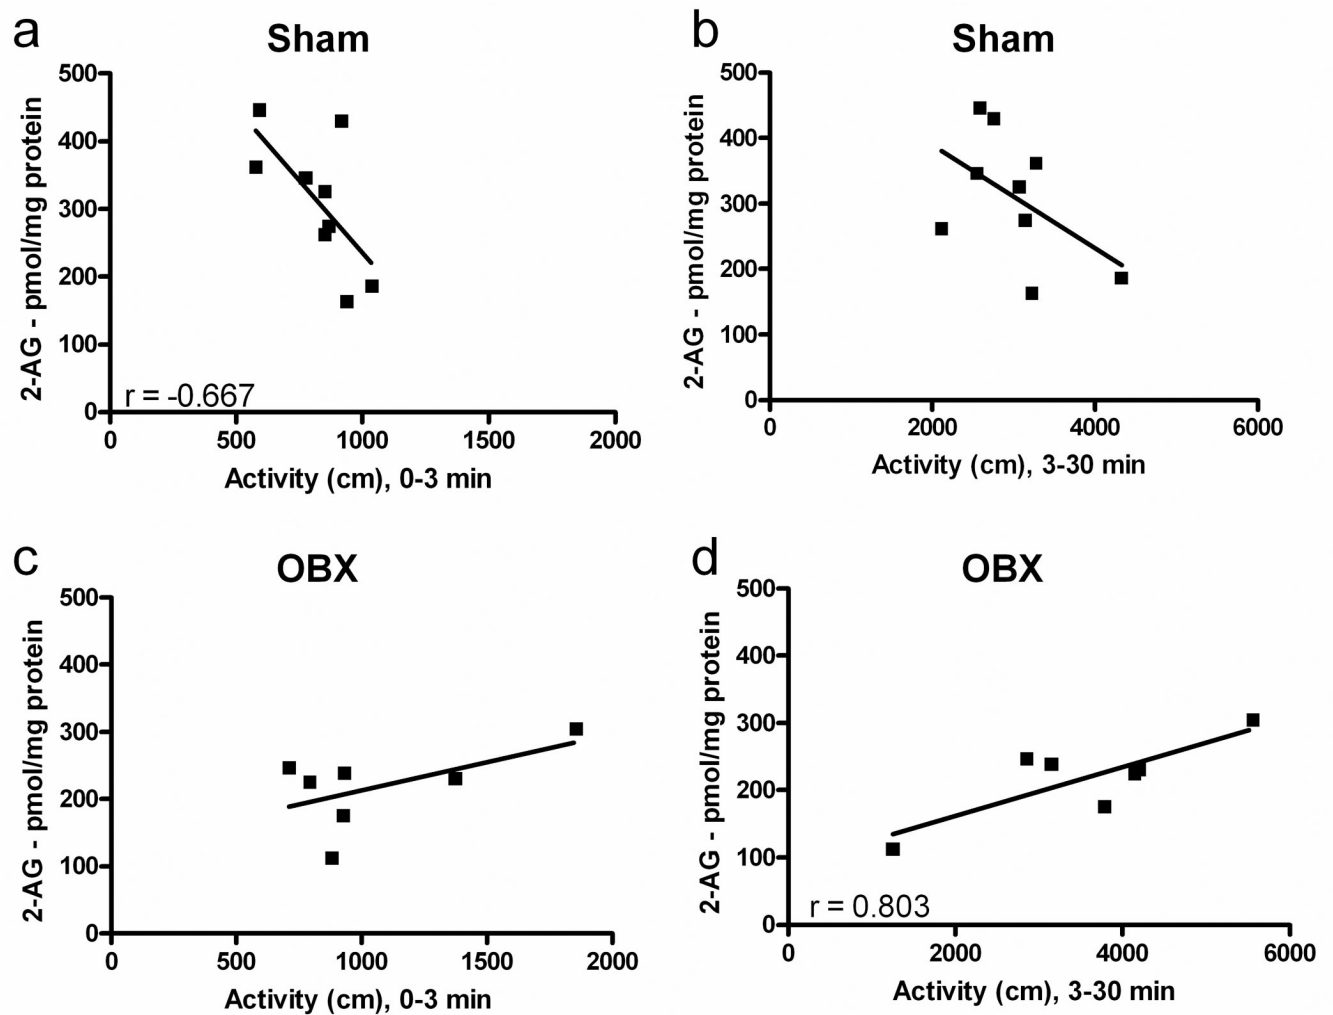 a
Sham
500
400
300
200
100
0
2-AG - pmol/mg protein
r = -0.667
0 500 1000 1500 2000
Activity (cm), 0-3 min
b
Sham
500
400
300
200
100
0
2-AG - pmol/mg protein
0 2000 4000 6000
Activity (cm), 3-30 min
c
OBX
500
400
300
200
100
0
2-AG - pmol/mg protein
0 500 1000 1500 2000
Activity (cm), 0-3 min
d
OBX
500
400
300
200
100
0
2-AG - pmol/mg protein
r = 0.803
0 2000 4000 6000
Activity (cm), 3-30 min